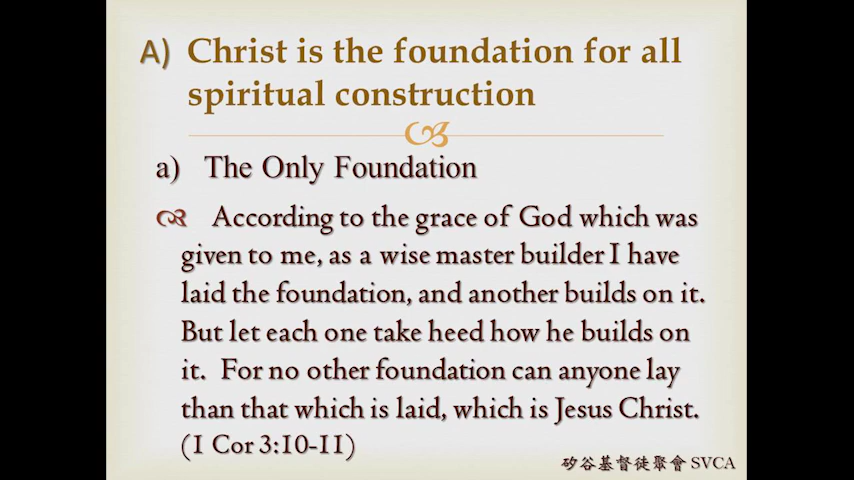 A) Christ is the foundation for all
spiritual construction
a) The Only Foundation
According to the grace of God which was
given to me, as a wise master builder I have
laid the foundation, and another builds on it.
But let each one take heed how he builds on
it.  For no other foundation can anyone lay
than that which is laid, which is Jesus Christ.
(1 Cor 3:10-11)
矽谷基督徒聚會 SVCA